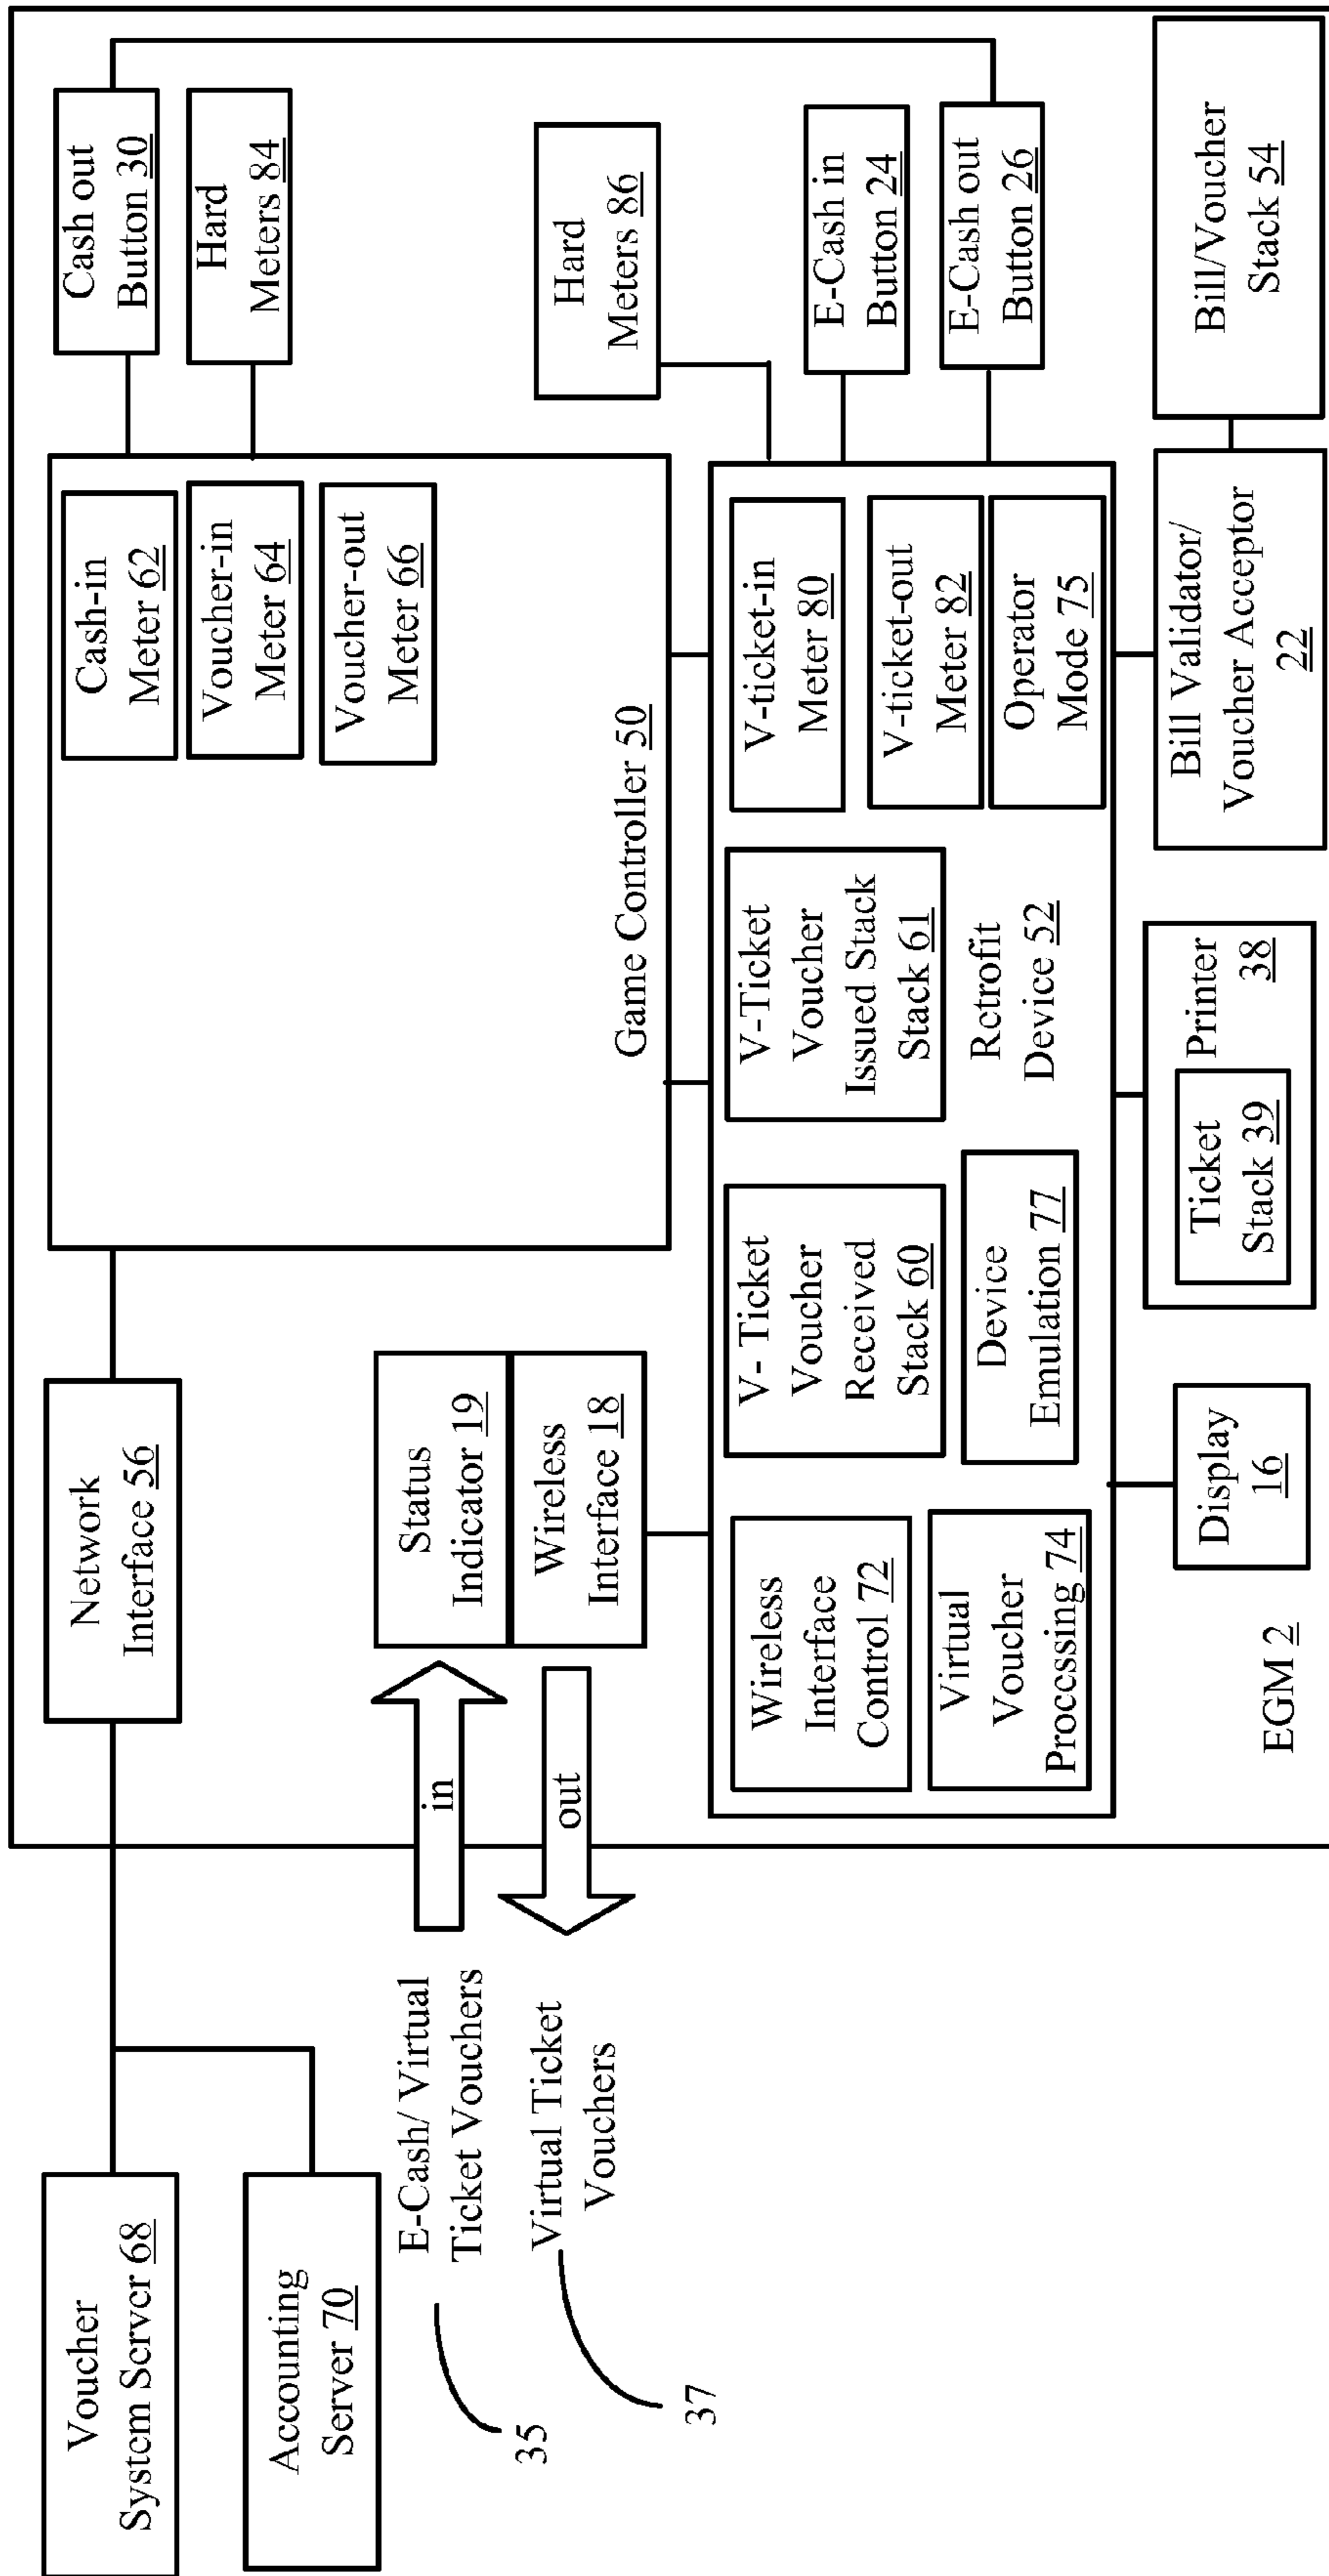 Voucher
System Server 68
Accounting
Server 70
35
E-Cash/ Virtual
Ticket Vouchers
37
Virtual Ticket
Vouchers
in
out
Network
Interface 56
Status
Indicator 19
Wireless
Interface 18
Game Controller 50
Cash-in
Meter 62
Voucher-in
Meter 64
Voucher-out
Meter 66
Cash out
Button 30
Hard
Meters 84
Hard
Meters 86
E-Cash in
Button 24
E-Cash out
Button 26
Wireless
Interface
Control 72
Virtual
Voucher
Processing 74
V- Ticket
Voucher
Received
Stack 60
Device
Emulation 77
V-Ticket
Voucher
Issued Stack
Stack 61
Retrofit
Device 52
V-ticket-in
Meter 80
V-ticket-out
Meter 82
Operator
Mode 75
EGM 2
Display
16
Printer
38
Ticket
Stack 39
Bill Validator/
Voucher Acceptor
22
Bill/Voucher
Stack 54